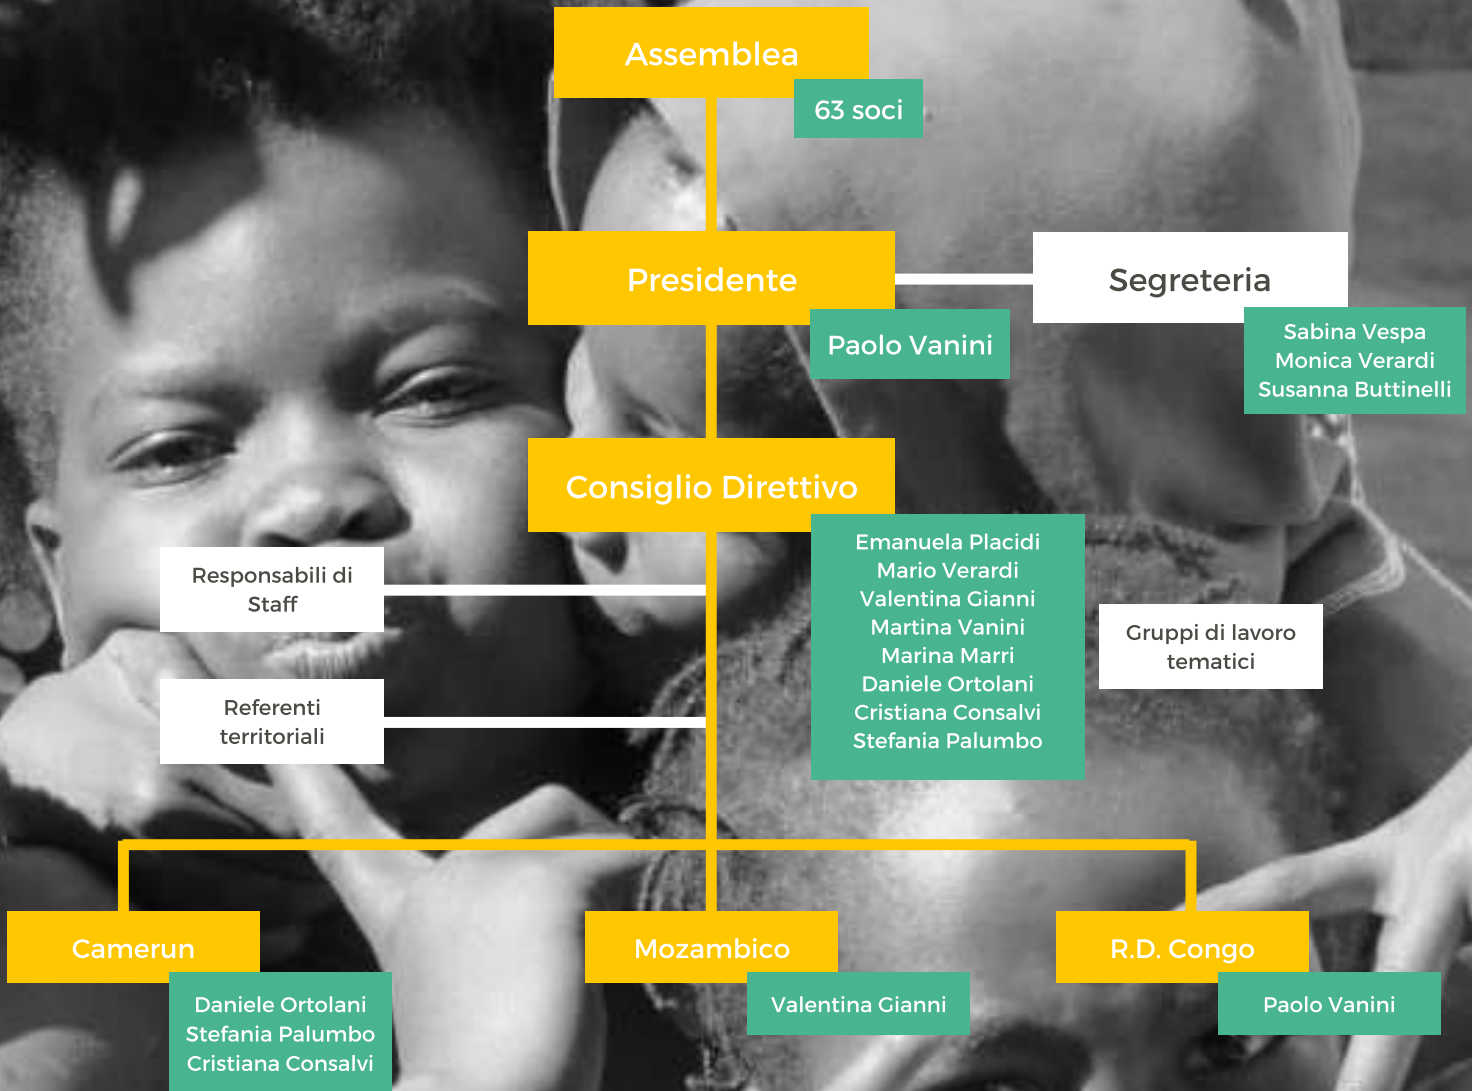 Assemblea
63 soci
Presidente
Segreteria
Paolo Vanini
Sabina Vespa
Monica Verardi
Susanna Buttinelli
Consiglio Direttivo
Emanuela Placidi
Mario Verardi
Valentina Gianni
Martina Vanini
Marina Marri
Daniele Ortolani
Cristiana Consalvi
Stefania Palumbo
Responsabili di
Staff
Gruppi di lavoro
tematici
Referenti
territoriali
Camerun
Daniele Ortolani
Stefania Palumbo
Cristiana Consalvi
Mozambico
Valentina Gianni
R.D. Congo
Paolo Vanini